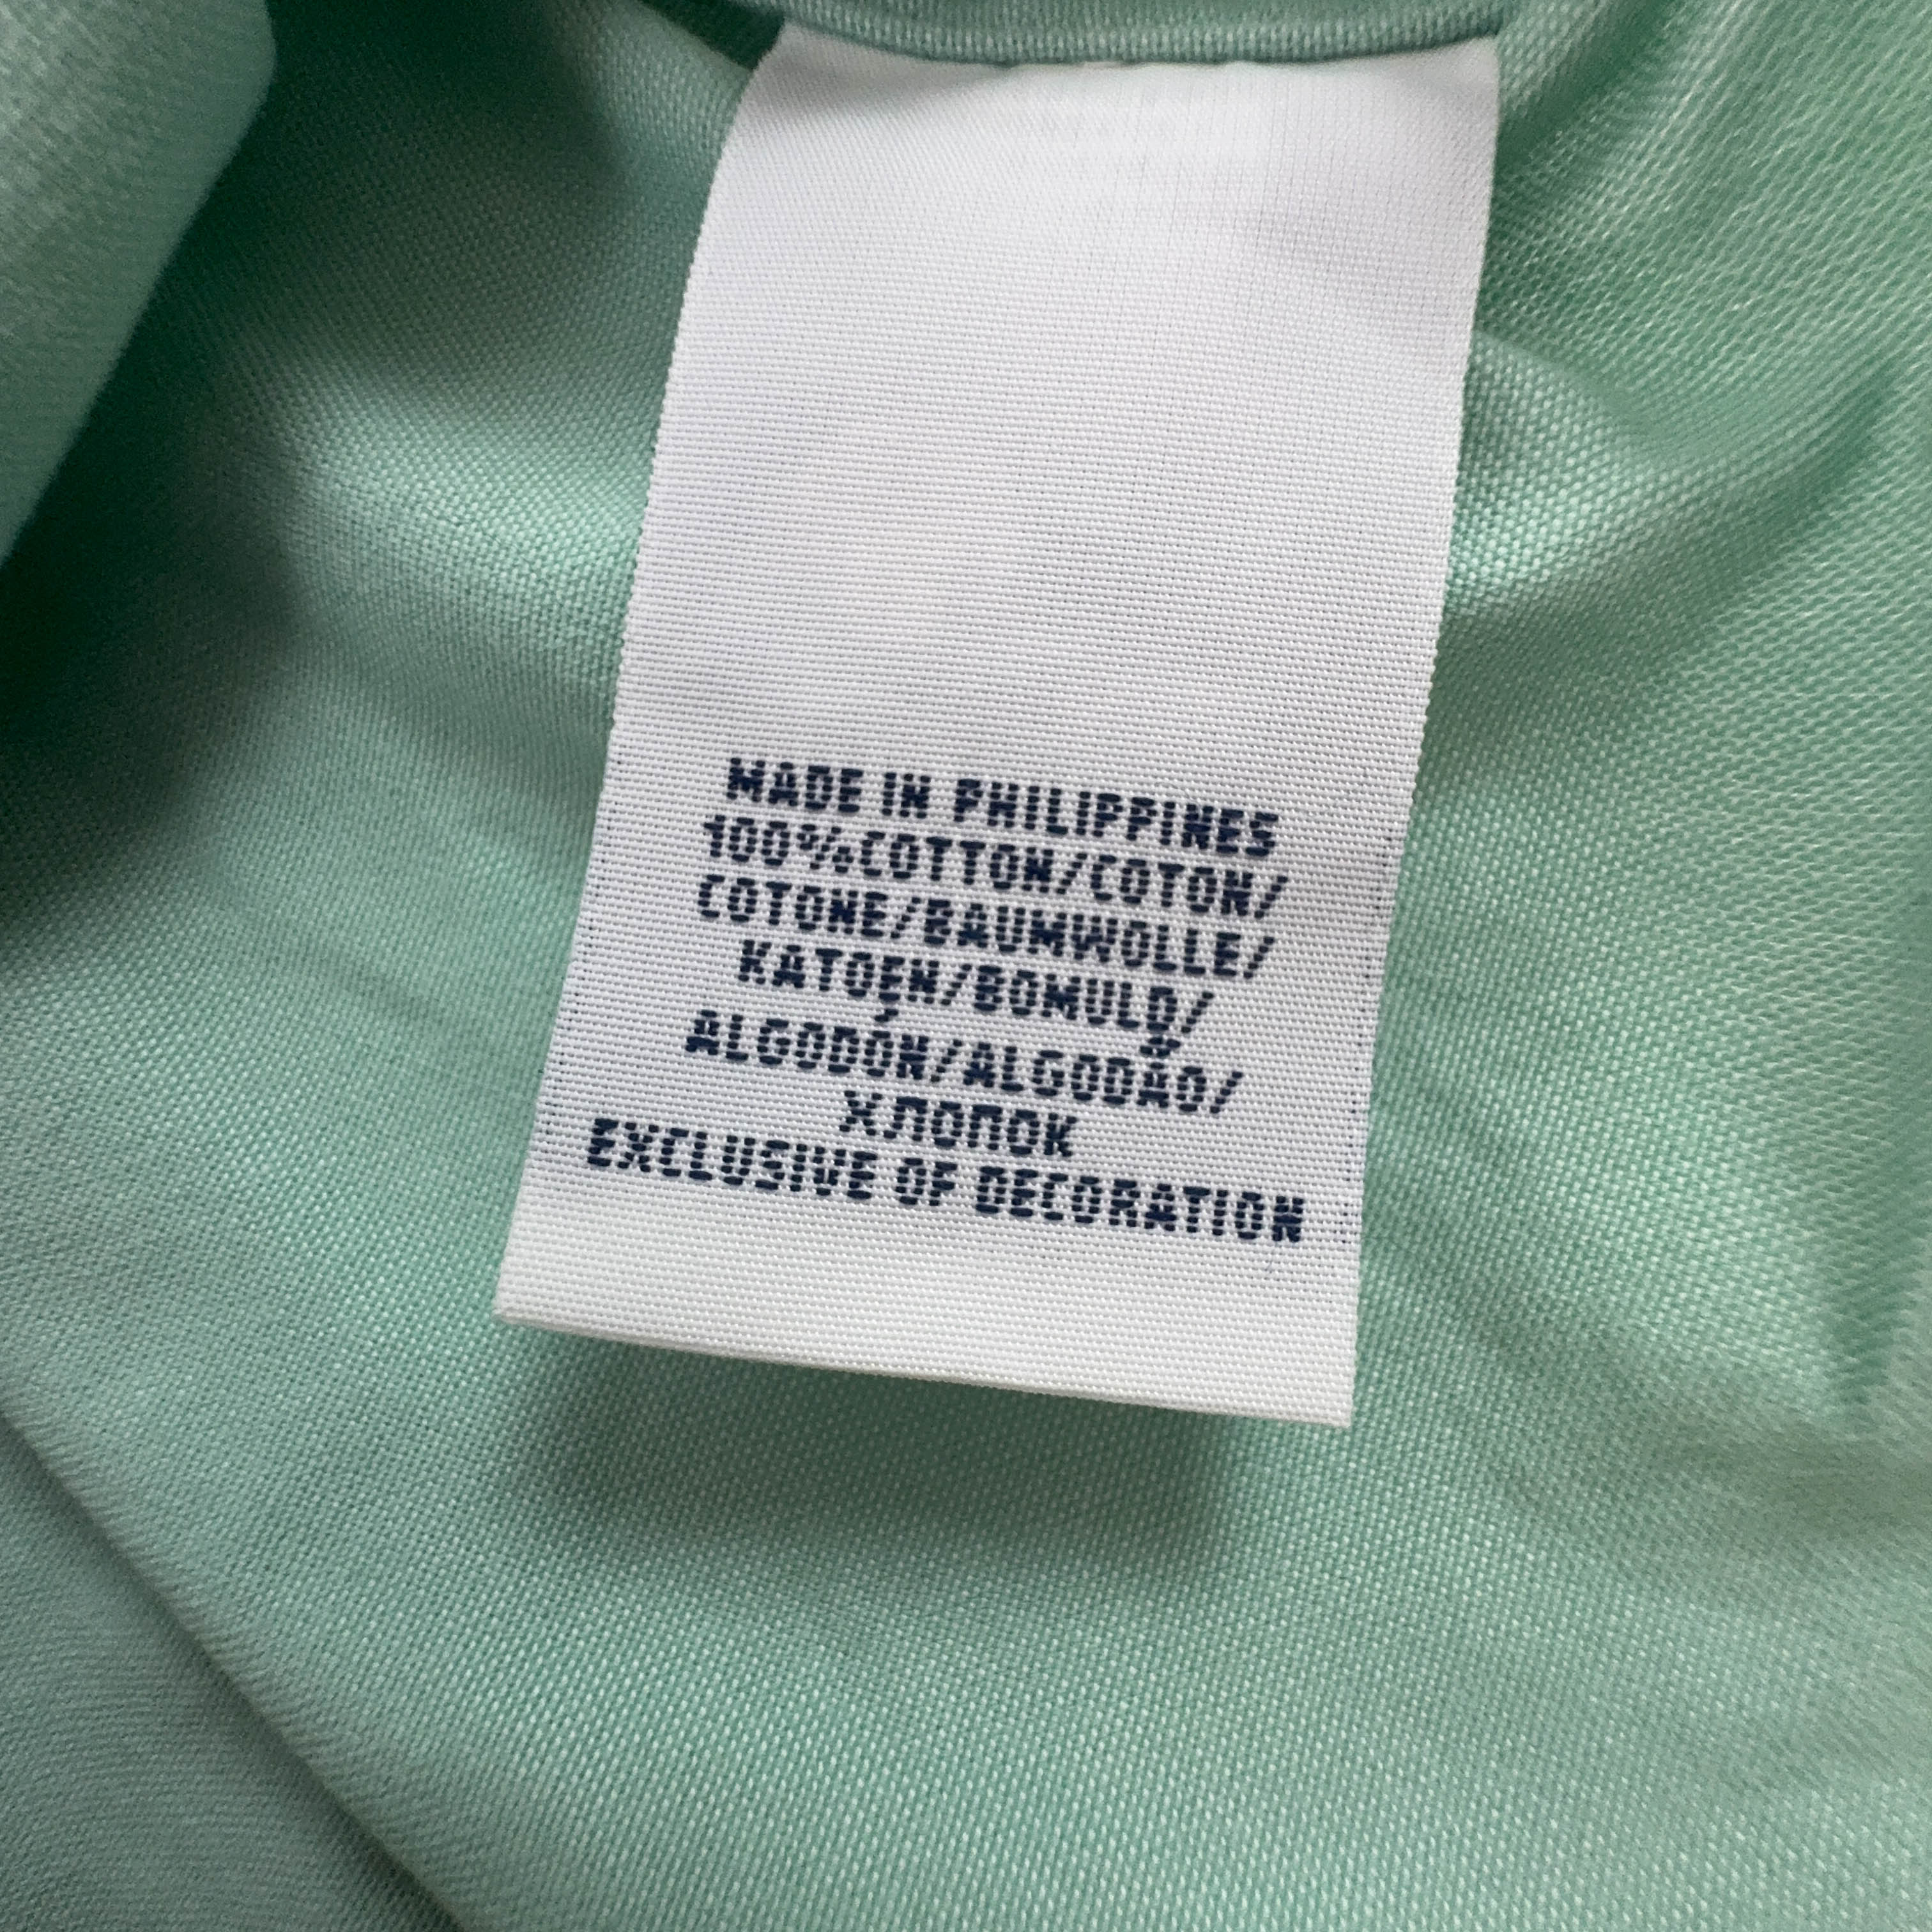 MADE IN PHILIPPINES
100%COTTON/COTON/
COTONE/BAUMWOLLE/
KATOEN/BOMULD/
ALGODÓN/ALGODÃO/
ХЛОПОК
EXCLUSIVE OF DECORATION